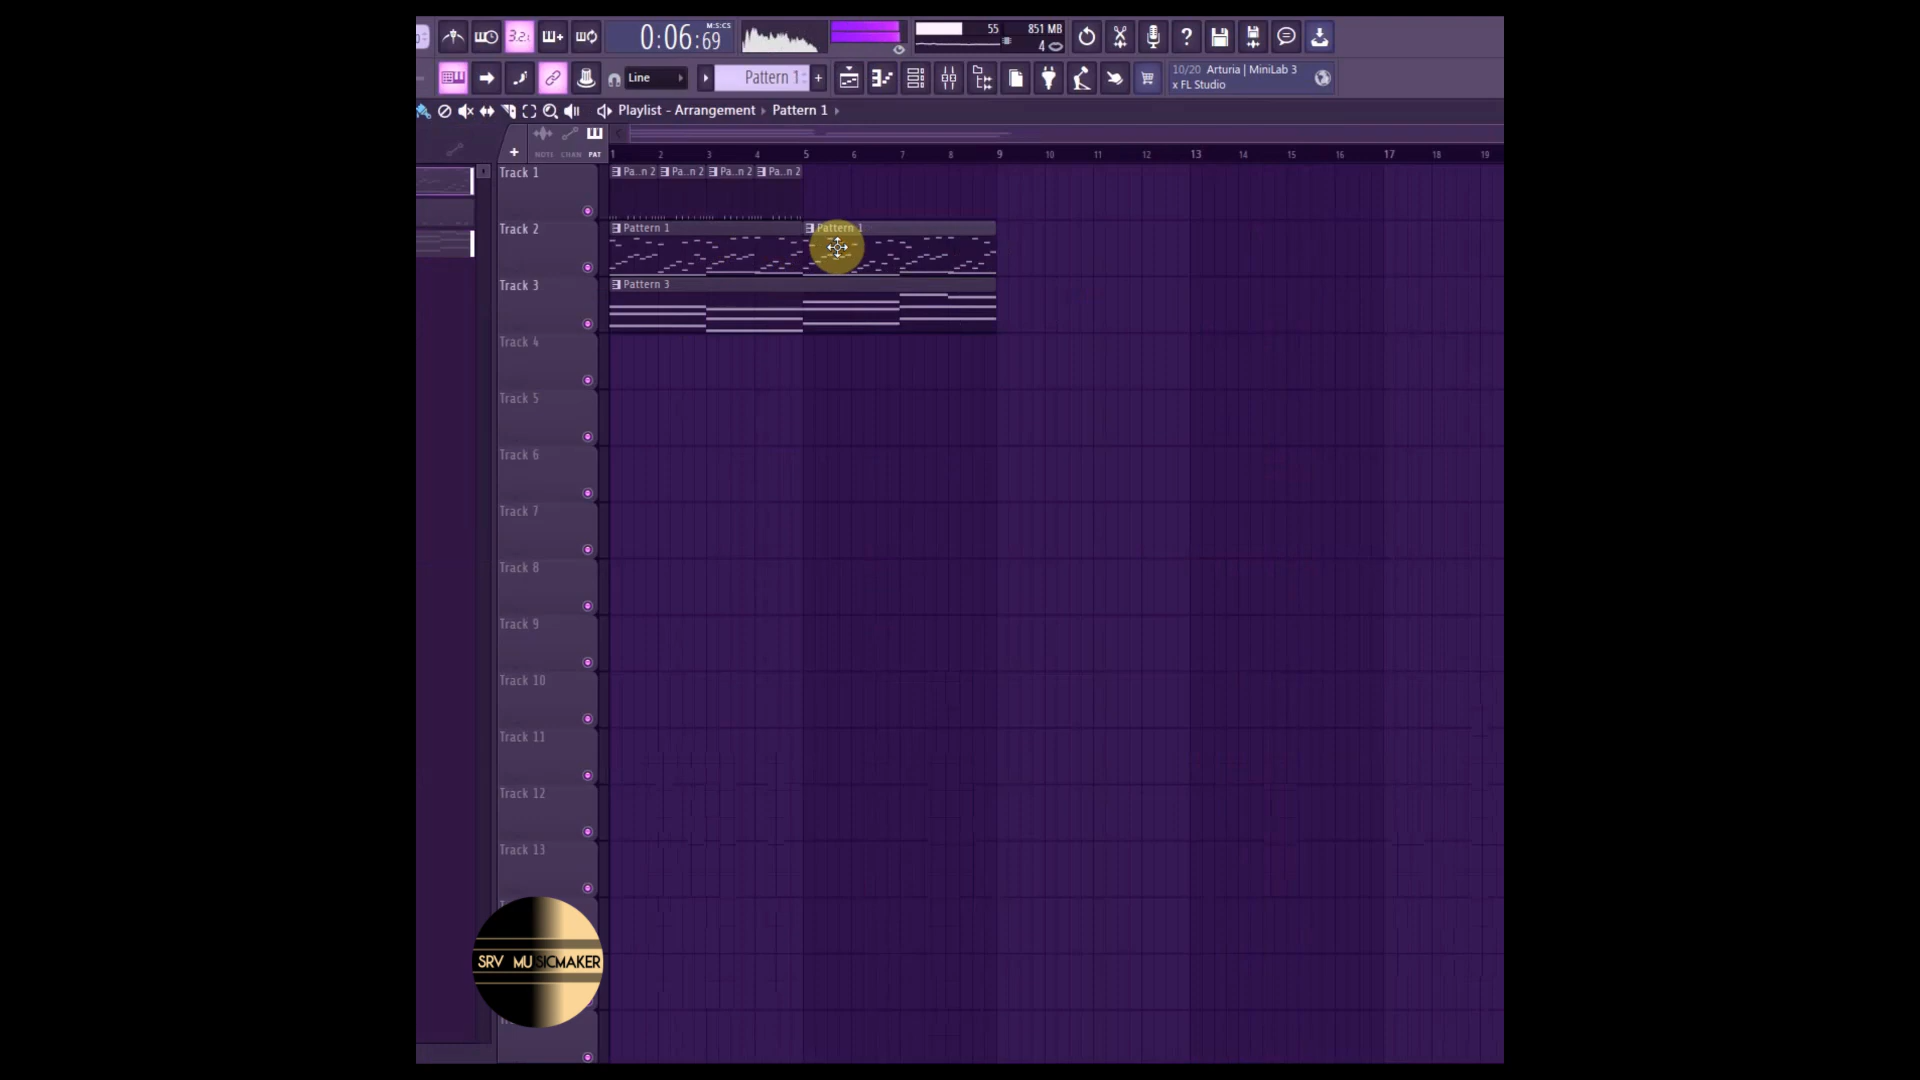 3.2.
0:06:69
M:S:CS
55
851 MB
4
Line
Pattern 1
+
10/20 Arturia | MiniLab 3
x FL Studio
Playlist - Arrangement › Pattern 1 ›
+
NOTE CHAN PAT
1 2 3 4 5 6 7 8 9 10 11 12 13 14 15 16 17 18 19
Track 1
Pa..n 2 Pa..n 2 Pa..n 2 Pa..n 2
Track 2
Pattern 1 Pattern 1
Track 3
Pattern 3
Track 4
Track 5
Track 6
Track 7
Track 8
Track 9
Track 10
Track 11
Track 12
Track 13
SRV MUSICMAKER